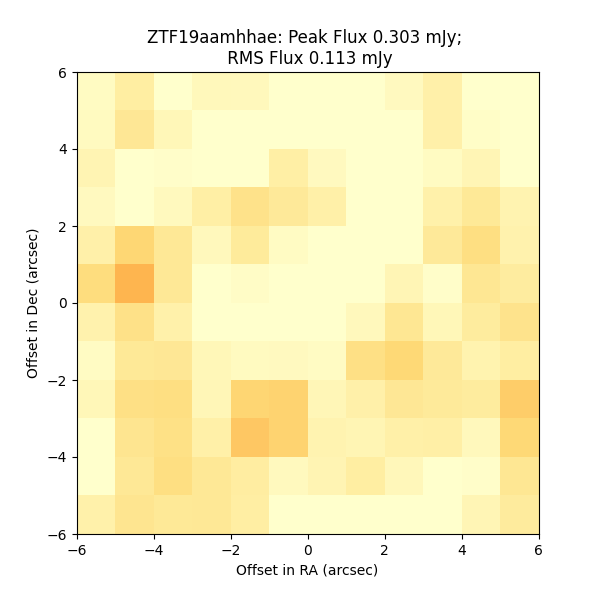 ZTF19aamhhae: Peak Flux 0.303 mJy;
RMS Flux 0.113 mJy
6
4
2
0
−2
−4
−6
Offset in Dec (arcsec)
−6 −4 −2 0 2 4 6
Offset in RA (arcsec)